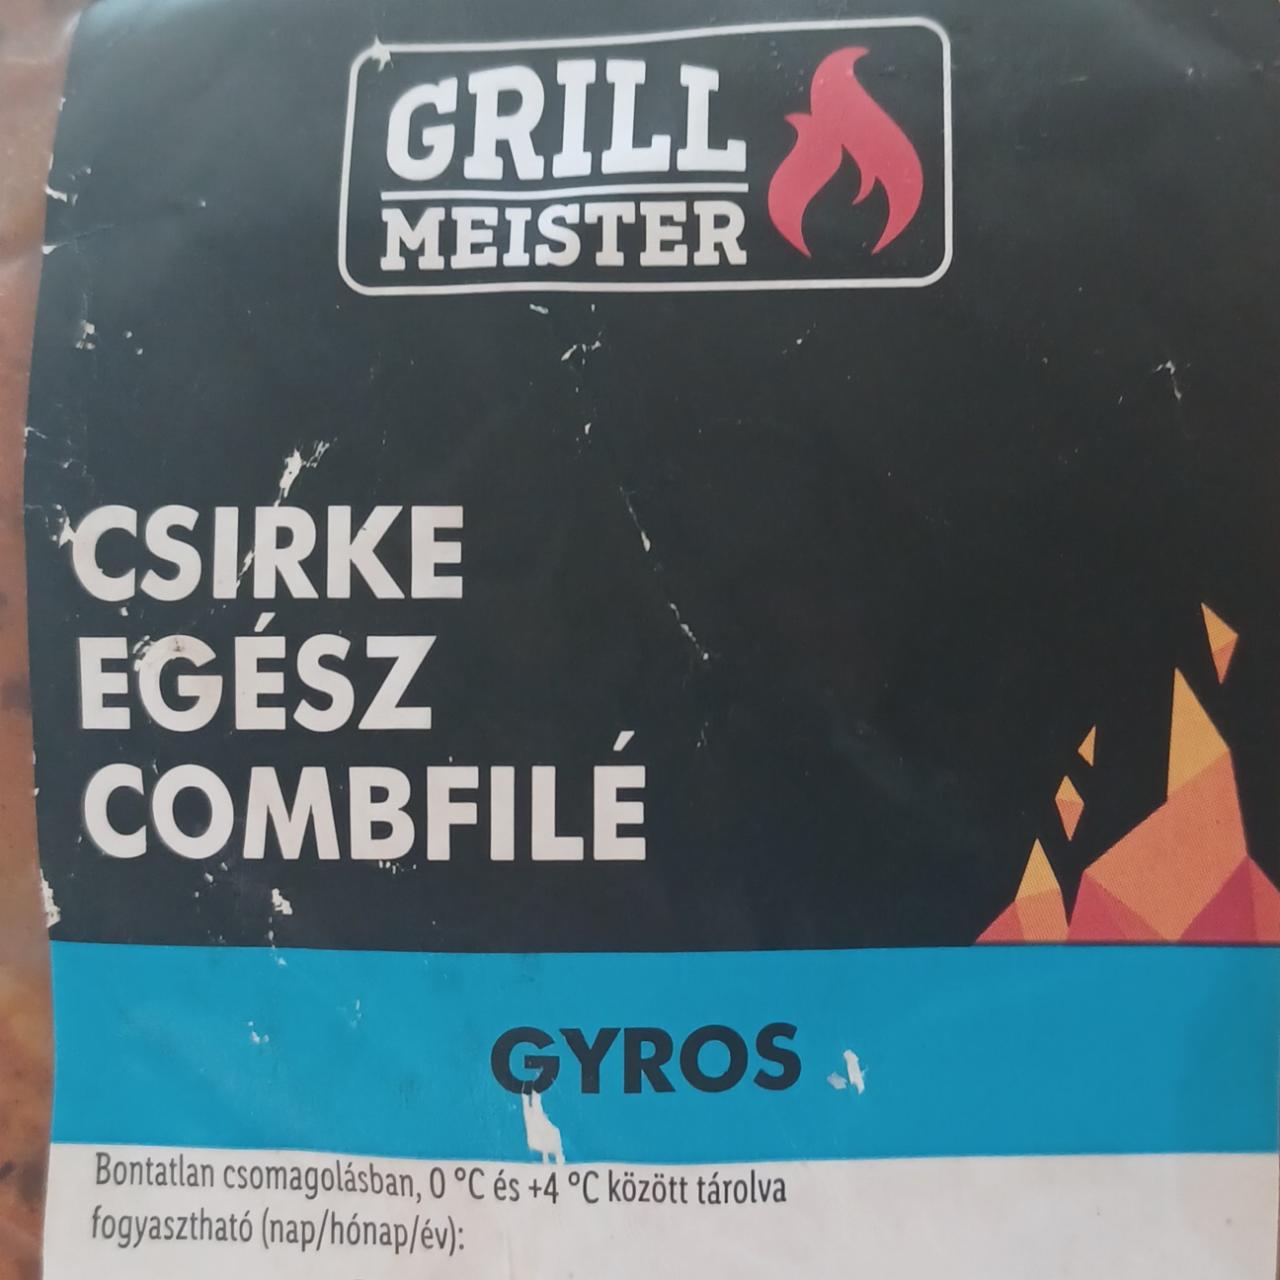 GRILL
MEISTER
CSIRKE
EGÉSZ
COMBFILÉ
GYROS
Bontatlan csomagolásban, 0 °C és +4 °C között tárolva
fogyasztható (nap/hónap/év):